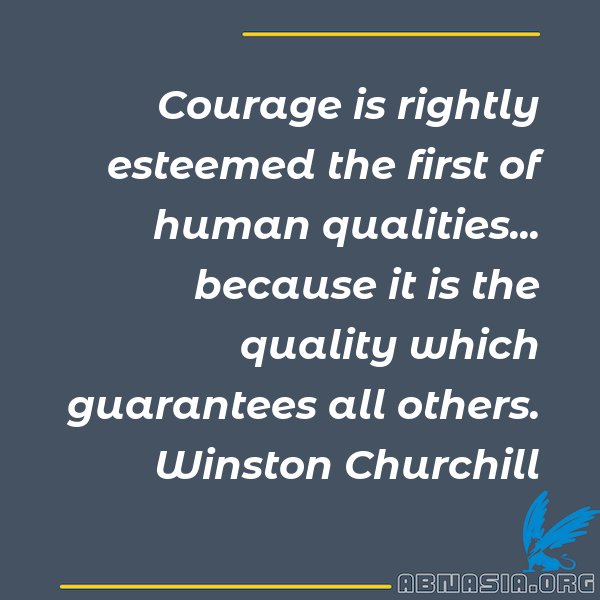 Courage is rightly
esteemed the first of
human qualities...
because it is the
quality which
guarantees all others.
Winston Churchill
ABNASIA.ORG